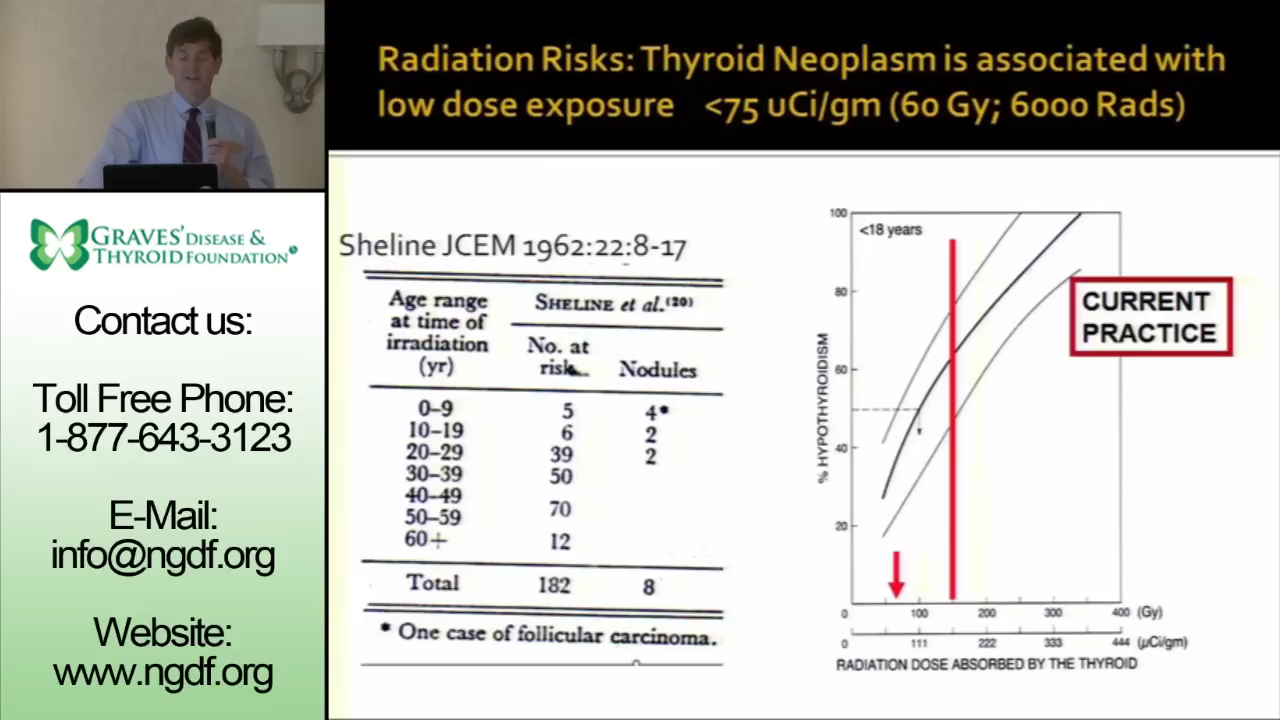 Radiation Risks: Thyroid Neoplasm is associated with
low dose exposure <75 uCi/gm (60 Gy; 6000 Rads)
GRAVES' DISEASE &
THYROID FOUNDATION
Contact us:
Toll Free Phone:
1-877-643-3123
E-Mail:
info@ngdf.org
Website:
www.ngdf.org
Sheline JCEM 1962:22:8-17
Age range
at time of
irradiation
(yr)
SHELINE et al.(20)
No. at
risk
Nodules
0–9 5 4*
10–19 6 2
20–29 39 2
30–39 50
40–49
50–59 70
60+ 12
Total 182 8
* One case of follicular carcinoma.
<18 years
CURRENT
PRACTICE
% HYPOTHYROIDISM
100
80
60
40
20
0 100 200 300 400 (Gy)
0 111 222 333 444 (µCi/gm)
RADIATION DOSE ABSORBED BY THE THYROID